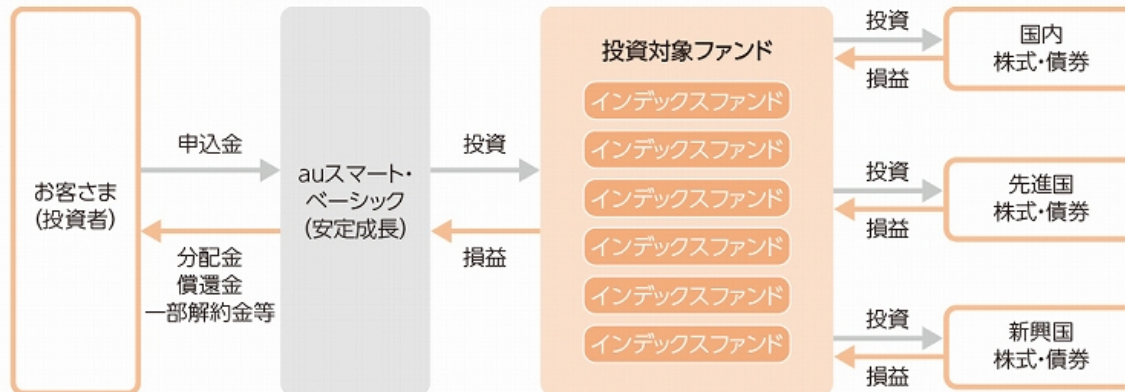 お客さま
(投資者)
申込金
分配金
償還金
一部解約金等
auスマート・
ベーシック
(安定成長)
投資
損益
投資対象ファンド
インデックスファンド
インデックスファンド
インデックスファンド
インデックスファンド
インデックスファンド
インデックスファンド
投資
損益
国内
株式・債券
投資
損益
先進国
株式・債券
投資
損益
新興国
株式・債券